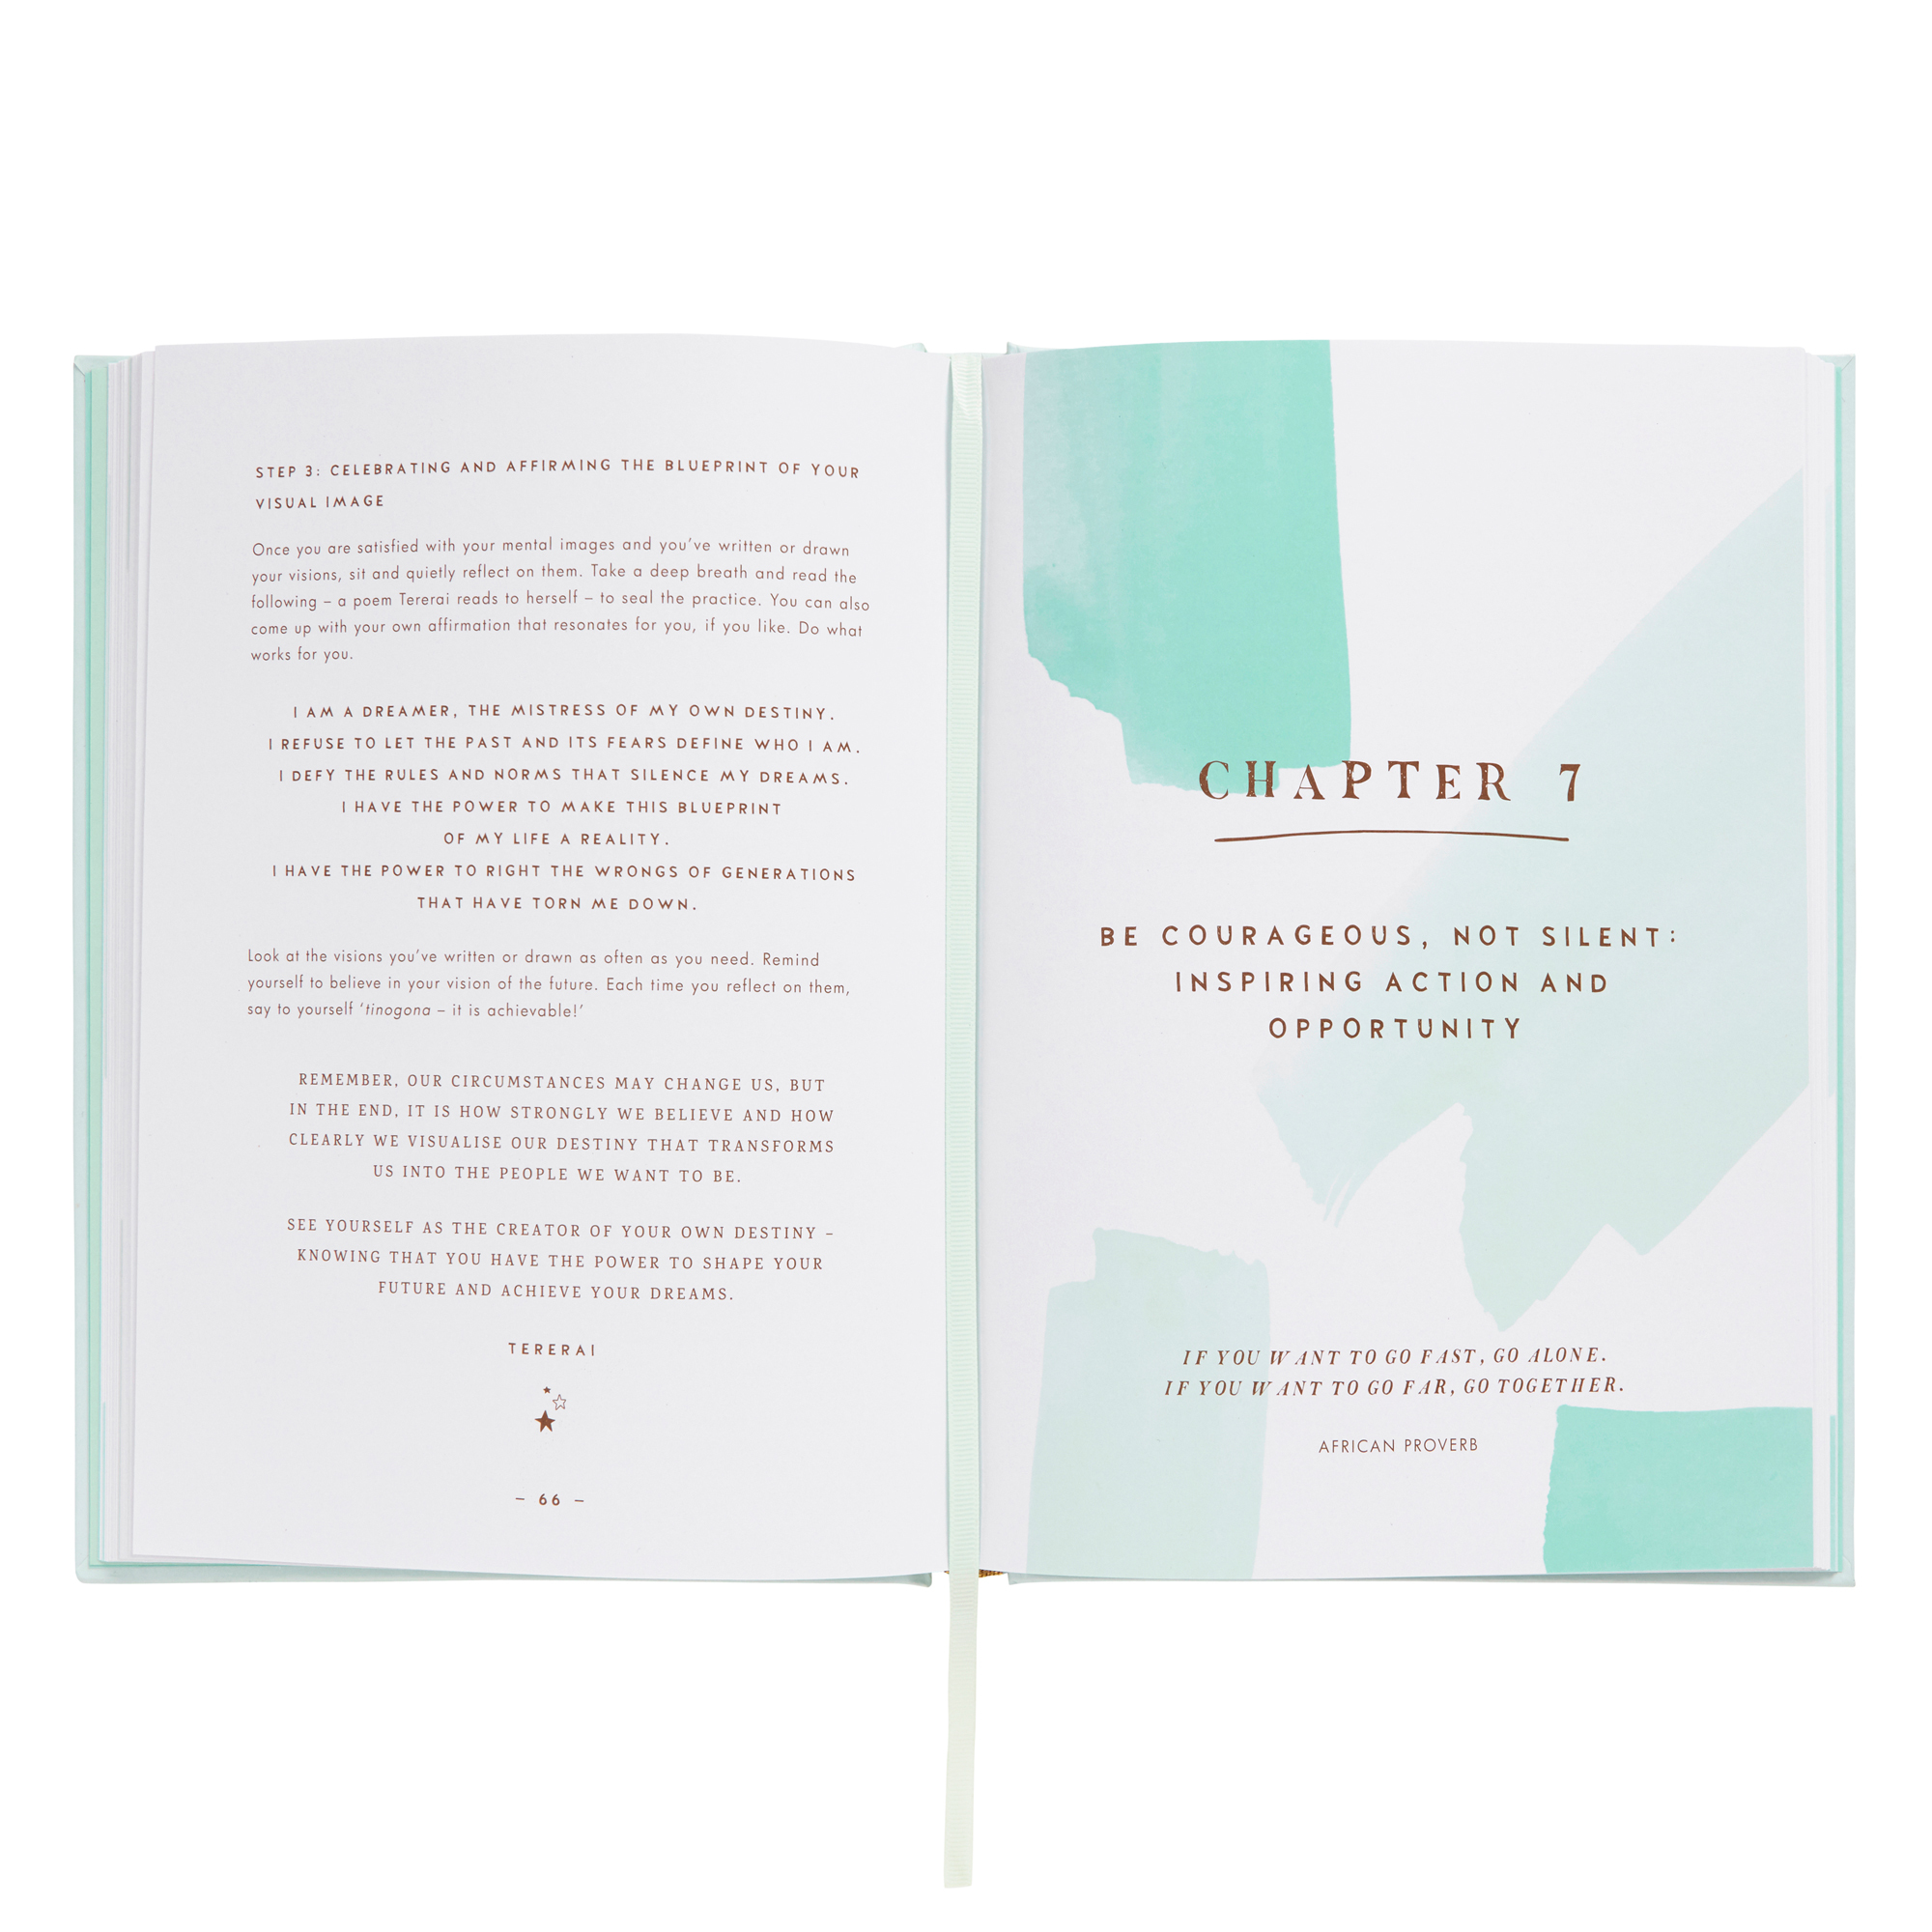 STEP 3: CELEBRATING AND AFFIRMING THE BLUEPRINT OF YOUR
VISUAL IMAGE
Once you are satisfied with your mental images and you've written or drawn
your visions, sit and quietly reflect on them. Take a deep breath and read the
following – a poem Tererai reads to herself – to seal the practice. You can also
come up with your own affirmation that resonates for you, if you like. Do what
works for you.
I AM A DREAMER, THE MISTRESS OF MY OWN DESTINY.
I REFUSE TO LET THE PAST AND ITS FEARS DEFINE WHO I AM.
I DEFY THE RULES AND NORMS THAT SILENCE MY DREAMS.
I HAVE THE POWER TO MAKE THIS BLUEPRINT
OF MY LIFE A REALITY.
I HAVE THE POWER TO RIGHT THE WRONGS OF GENERATIONS
THAT HAVE TORN ME DOWN.
Look at the visions you've written or drawn as often as you need. Remind
yourself to believe in your vision of the future. Each time you reflect on them,
say to yourself 'tinogona – it is achievable!'
REMEMBER, OUR CIRCUMSTANCES MAY CHANGE US, BUT
IN THE END, IT IS HOW STRONGLY WE BELIEVE AND HOW
CLEARLY WE VISUALISE OUR DESTINY THAT TRANSFORMS
US INTO THE PEOPLE WE WANT TO BE.
SEE YOURSELF AS THE CREATOR OF YOUR OWN DESTINY –
KNOWING THAT YOU HAVE THE POWER TO SHAPE YOUR
FUTURE AND ACHIEVE YOUR DREAMS.
TERERAI
– 66 –
CHAPTER 7
BE COURAGEOUS, NOT SILENT:
INSPIRING ACTION AND
OPPORTUNITY
IF YOU WANT TO GO FAST, GO ALONE.
IF YOU WANT TO GO FAR, GO TOGETHER.
AFRICAN PROVERB